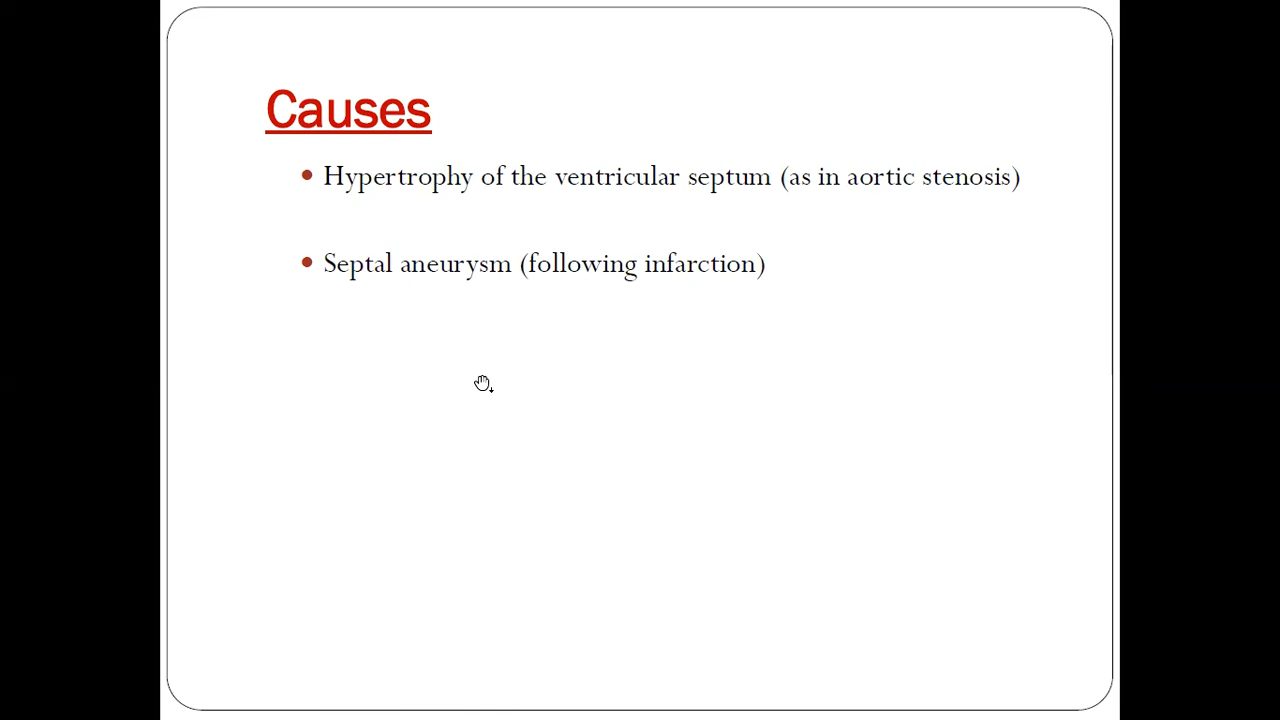 Causes
• Hypertrophy of the ventricular septum (as in aortic stenosis)
• Septal aneurysm (following infarction)